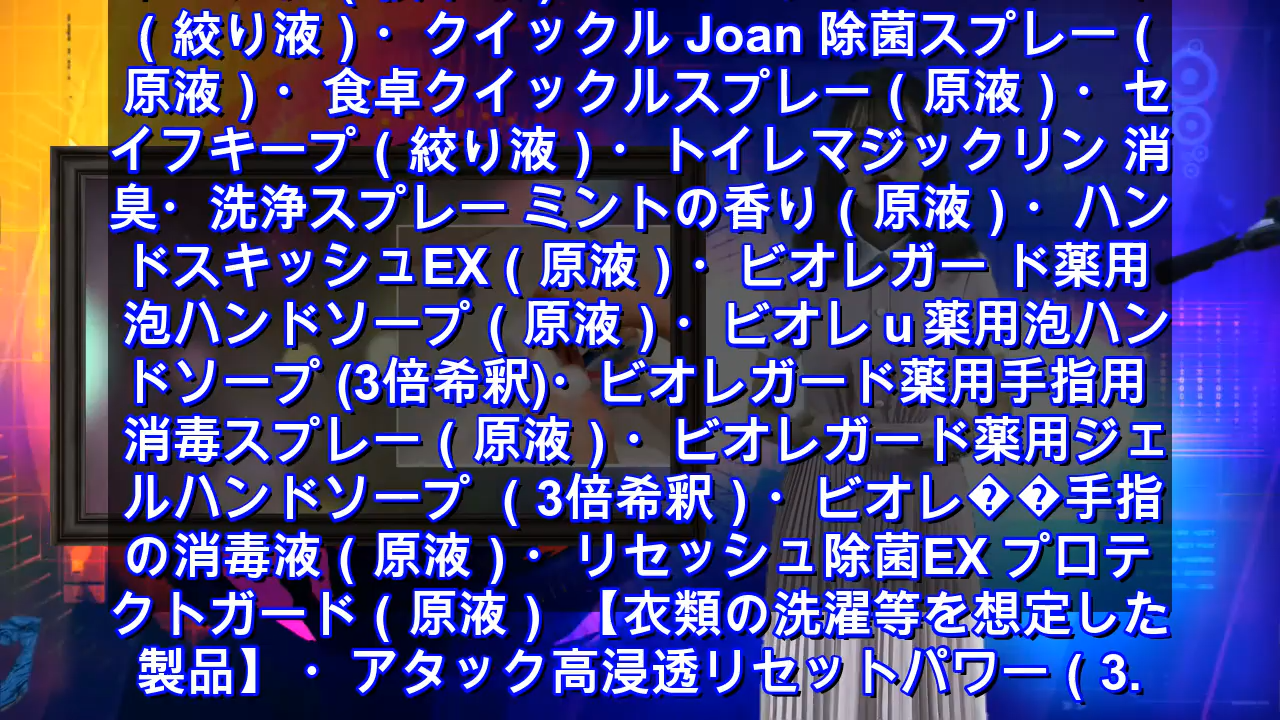 (絞り液)・ クイックル Joan 除菌スプレー (
原液)・ 食卓クイックルスプレー(原液)・ セ
イフキープ(絞り液)・ トイレマジックリン 消
臭・ 洗浄スプレー ミントの香り(原液)・ ハン
ドスキッシュEX(原液)・ ビオレガー ド薬用
泡ハンドソープ(原液)・ ビオレu薬用泡ハン
ドソープ (3倍希釈)・ ビオレガード薬用手指用
消毒スプレー(原液)・ ビオレガード薬用ジェ
ルハンドソープ (3倍希釈)・ ビオレ��手指
の消毒液(原液)・ リセッシュ除菌EX プロテ
クトガード(原液) 【衣類の洗濯等を想定した
製品】 ・ アタック高浸透リセットパワー(3.